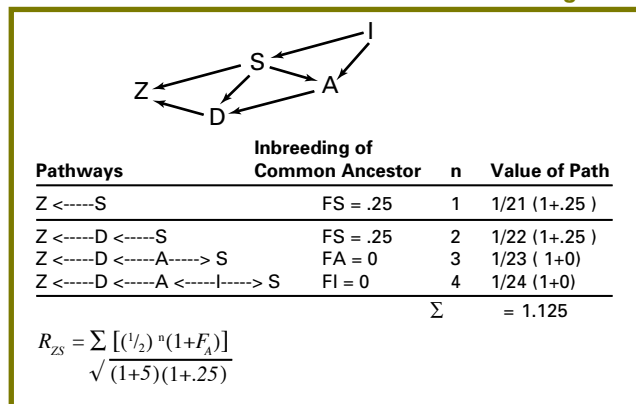 I
S
Z
A
D
Inbreeding of
Pathways Common Ancestor n Value of Path
Z <-----S FS = .25 1 1/21 (1+.25 )
Z <-----D <-----S FS = .25 2 1/22 (1+.25 )
Z <-----D <-----A-----> S FA = 0 3 1/23 ( 1+0)
Z <-----D <-----A <-----I-----> S FI = 0 4 1/24 (1+0)
Σ = 1.125
R_ZS = Σ [(1/2) ⁿ(1+F_A)]
√ (1+5)(1+.25)